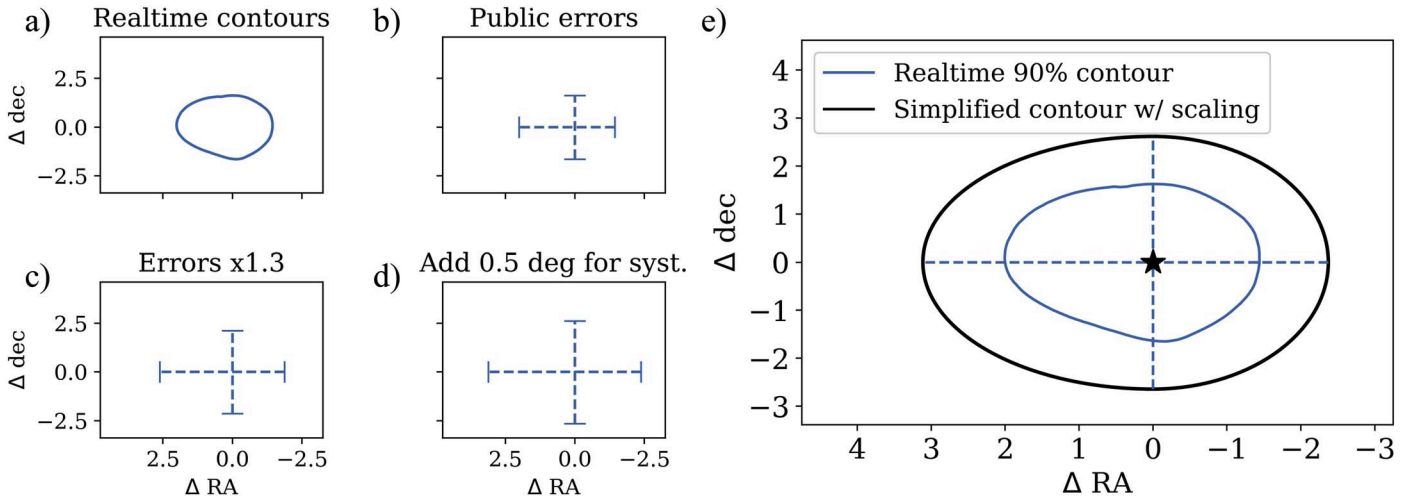 a) Realtime contours
2.5
0.0
−2.5
Δ dec
b) Public errors
c) Errors x1.3
2.5
0.0
−2.5
Δ dec
2.5 0.0 −2.5
Δ RA
d) Add 0.5 deg for syst.
2.5 0.0 −2.5
Δ RA
e)
Realtime 90% contour
Simplified contour w/ scaling
4
3
2
1
0
−1
−2
−3
Δ dec
4 3 2 1 0 −1 −2 −3
Δ RA